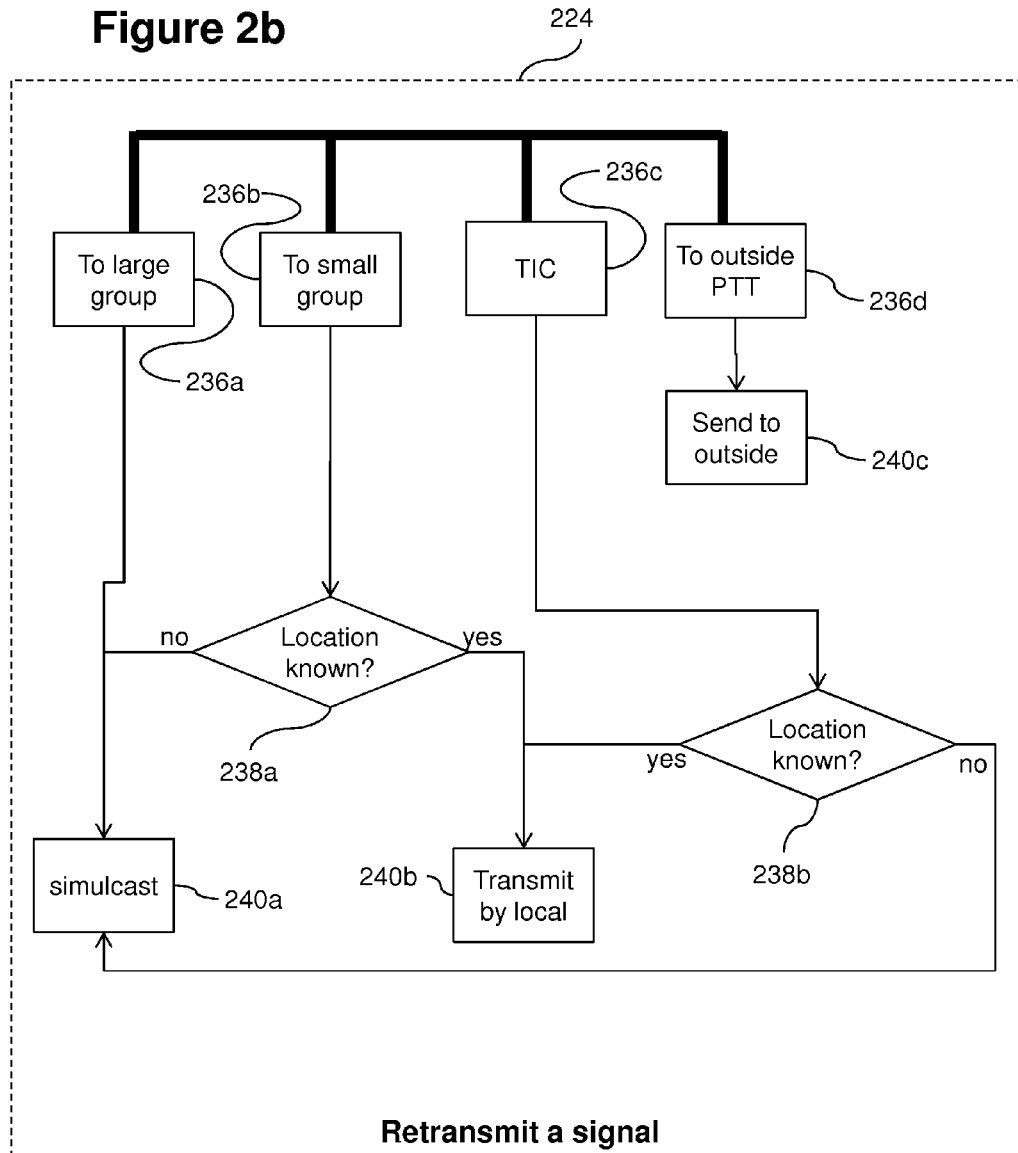 Figure 2b
224
236b
236c
To large
group
To small
group
TIC
To outside
PTT
236d
236a
Send to
outside
240c
no
Location
known?
yes
238a
Location
known?
yes
no
simulcast
240a
240b
Transmit
by local
238b
Retransmit a signal